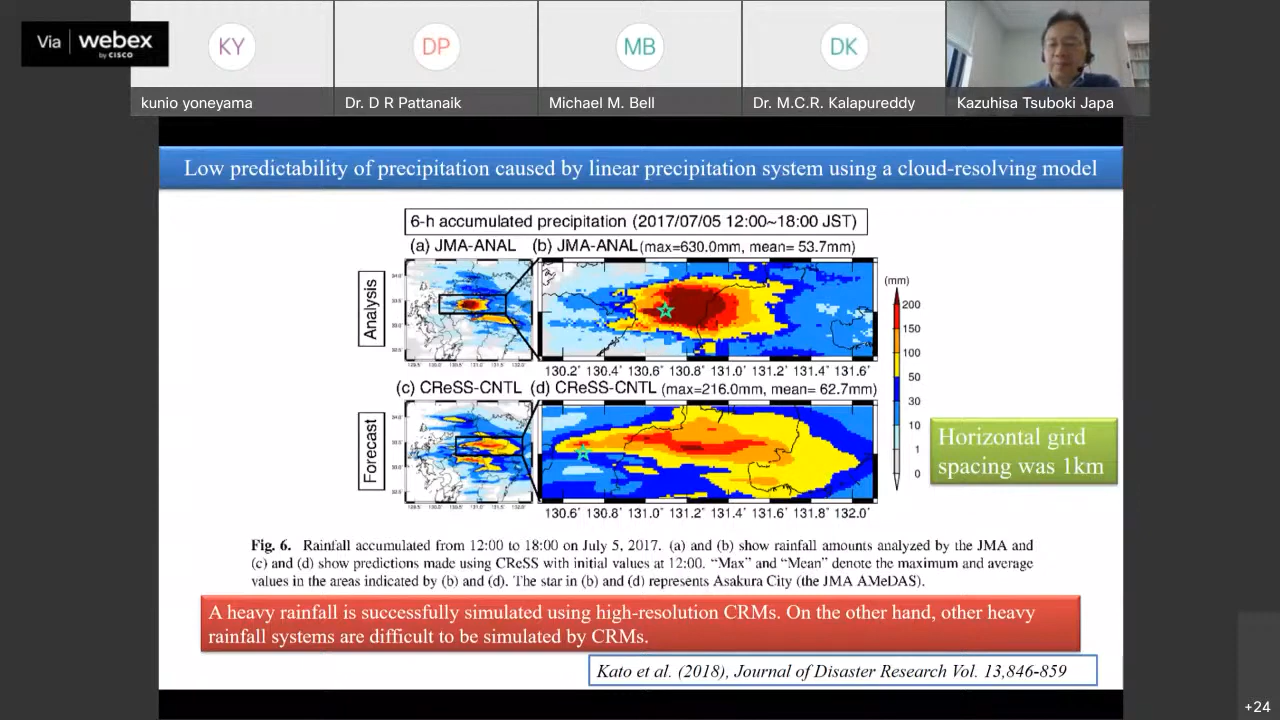 Via webex
by CISCO
KY
DP
MB
DK
kunio yoneyama
Dr. D R Pattanaik
Michael M. Bell
Dr. M.C.R. Kalapureddy
Kazuhisa Tsuboki Japa
Low predictability of precipitation caused by linear precipitation system using a cloud-resolving model
6-h accumulated precipitation (2017/07/05 12:00~18:00 JST)
(a) JMA-ANAL (b) JMA-ANAL (max=630.0mm, mean= 53.7mm)
Analysis
(mm)
200
150
100
50
30
10
1
0
130.2° 130.4° 130.6° 130.8° 131.0° 131.2° 131.4° 131.6°
(c) CReSS-CNTL (d) CReSS-CNTL (max=216.0mm, mean= 62.7mm)
Forecast
130.6° 130.8° 131.0° 131.2° 131.4° 131.6° 131.8° 132.0°
Horizontal gird
spacing was 1km
Fig. 6. Rainfall accumulated from 12:00 to 18:00 on July 5, 2017. (a) and (b) show rainfall amounts analyzed by the JMA and
(c) and (d) show predictions made using CReSS with initial values at 12:00. “Max” and “Mean” denote the maximum and average
values in the areas indicated by (b) and (d). The star in (b) and (d) represents Asakura City (the JMA AMeDAS).
A heavy rainfall is successfully simulated using high-resolution CRMs. On the other hand, other heavy
rainfall systems are difficult to be simulated by CRMs.
Kato et al. (2018), Journal of Disaster Research Vol. 13,846-859
+24